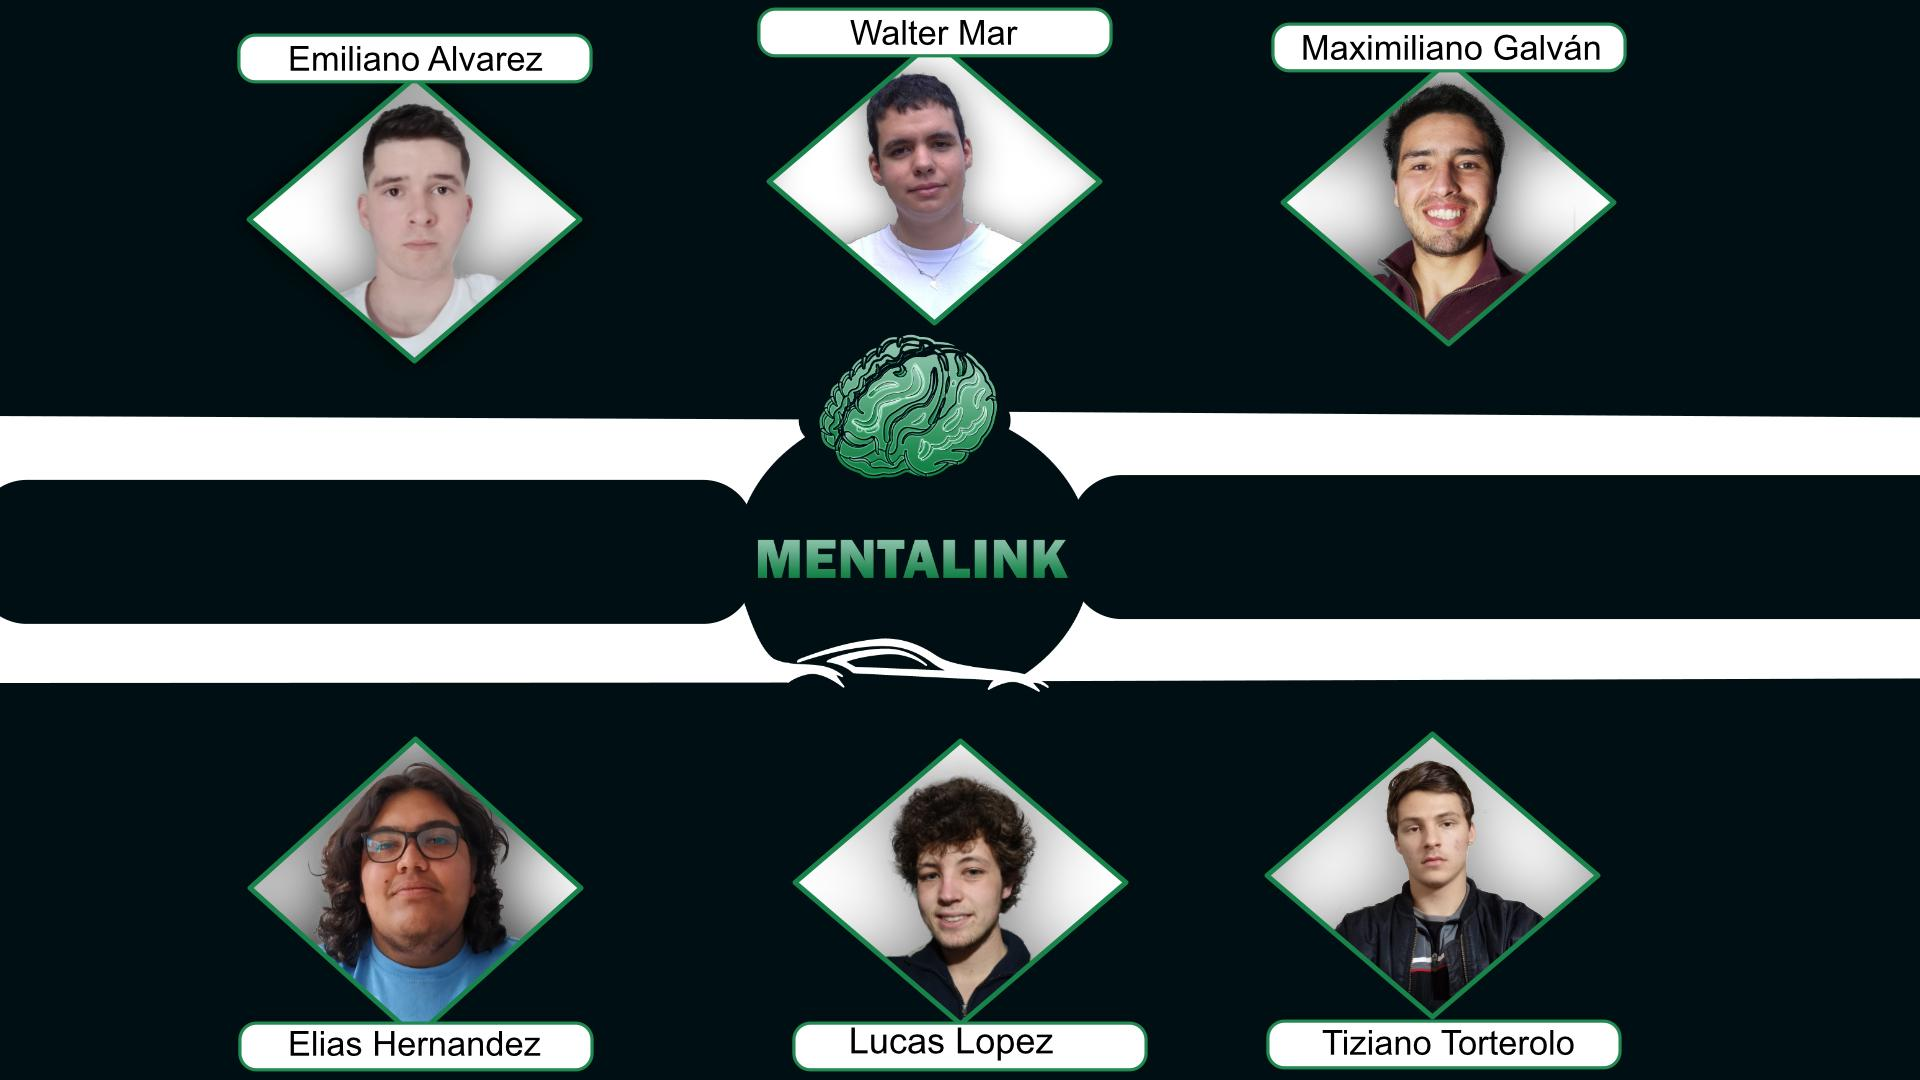 Emiliano Alvarez
Walter Mar
Maximiliano Galván
MENTALINK
Elias Hernandez
Lucas Lopez
Tiziano Torterolo